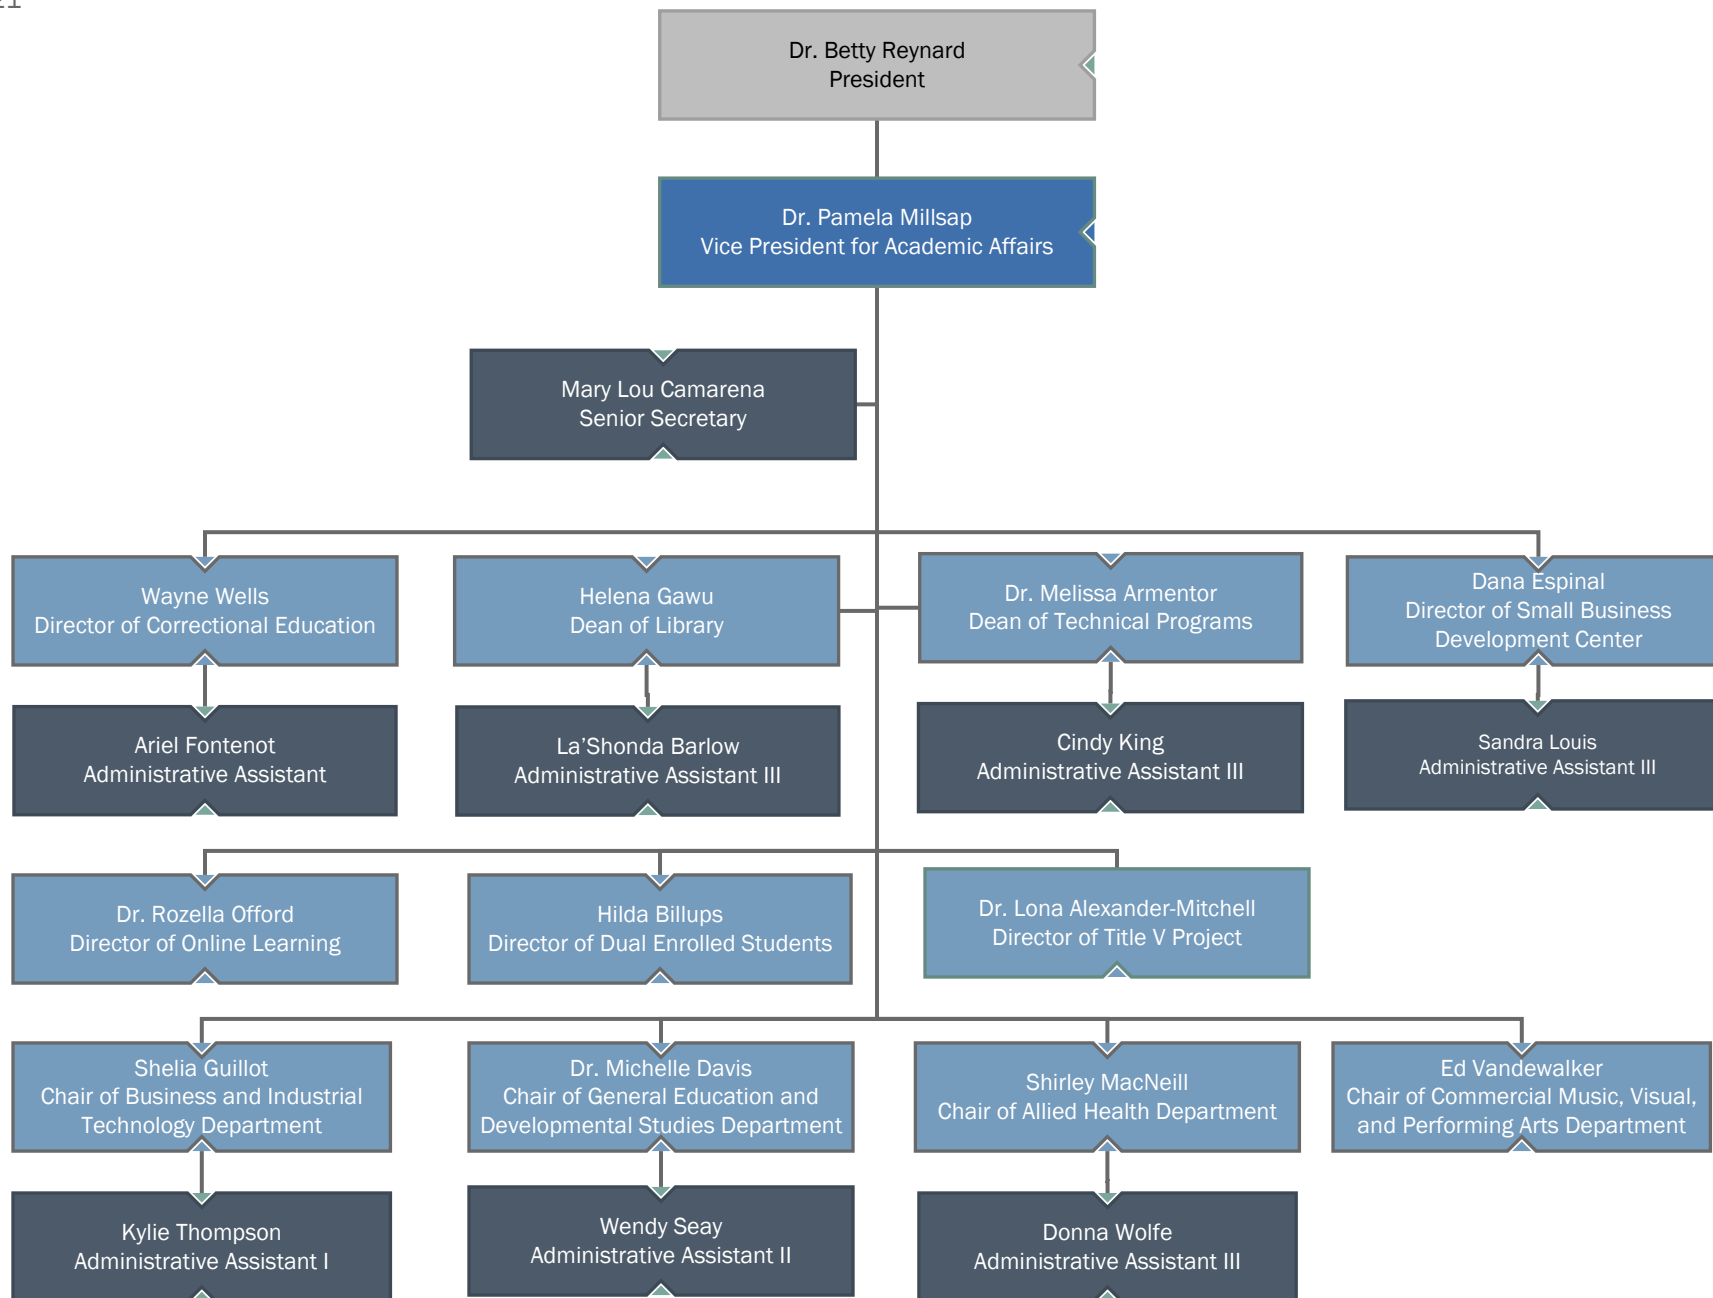 Dr. Betty Reynard
President
Dr. Pamela Millsap
Vice President for Academic Affairs
Mary Lou Camarena
Senior Secretary
Wayne Wells
Director of Correctional Education
Helena Gawu
Dean of Library
Dr. Melissa Armentor
Dean of Technical Programs
Dana Espinal
Director of Small Business
Development Center
Ariel Fontenot
Administrative Assistant
La'Shonda Barlow
Administrative Assistant III
Cindy King
Administrative Assistant III
Sandra Louis
Administrative Assistant III
Dr. Rozella Offord
Director of Online Learning
Hilda Billups
Director of Dual Enrolled Students
Dr. Lona Alexander-Mitchell
Director of Title V Project
Shelia Guillot
Chair of Business and Industrial
Technology Department
Dr. Michelle Davis
Chair of General Education and
Developmental Studies Department
Shirley MacNeill
Chair of Allied Health Department
Ed Vandewalker
Chair of Commercial Music, Visual,
and Performing Arts Department
Kylie Thompson
Administrative Assistant I
Wendy Seay
Administrative Assistant II
Donna Wolfe
Administrative Assistant III